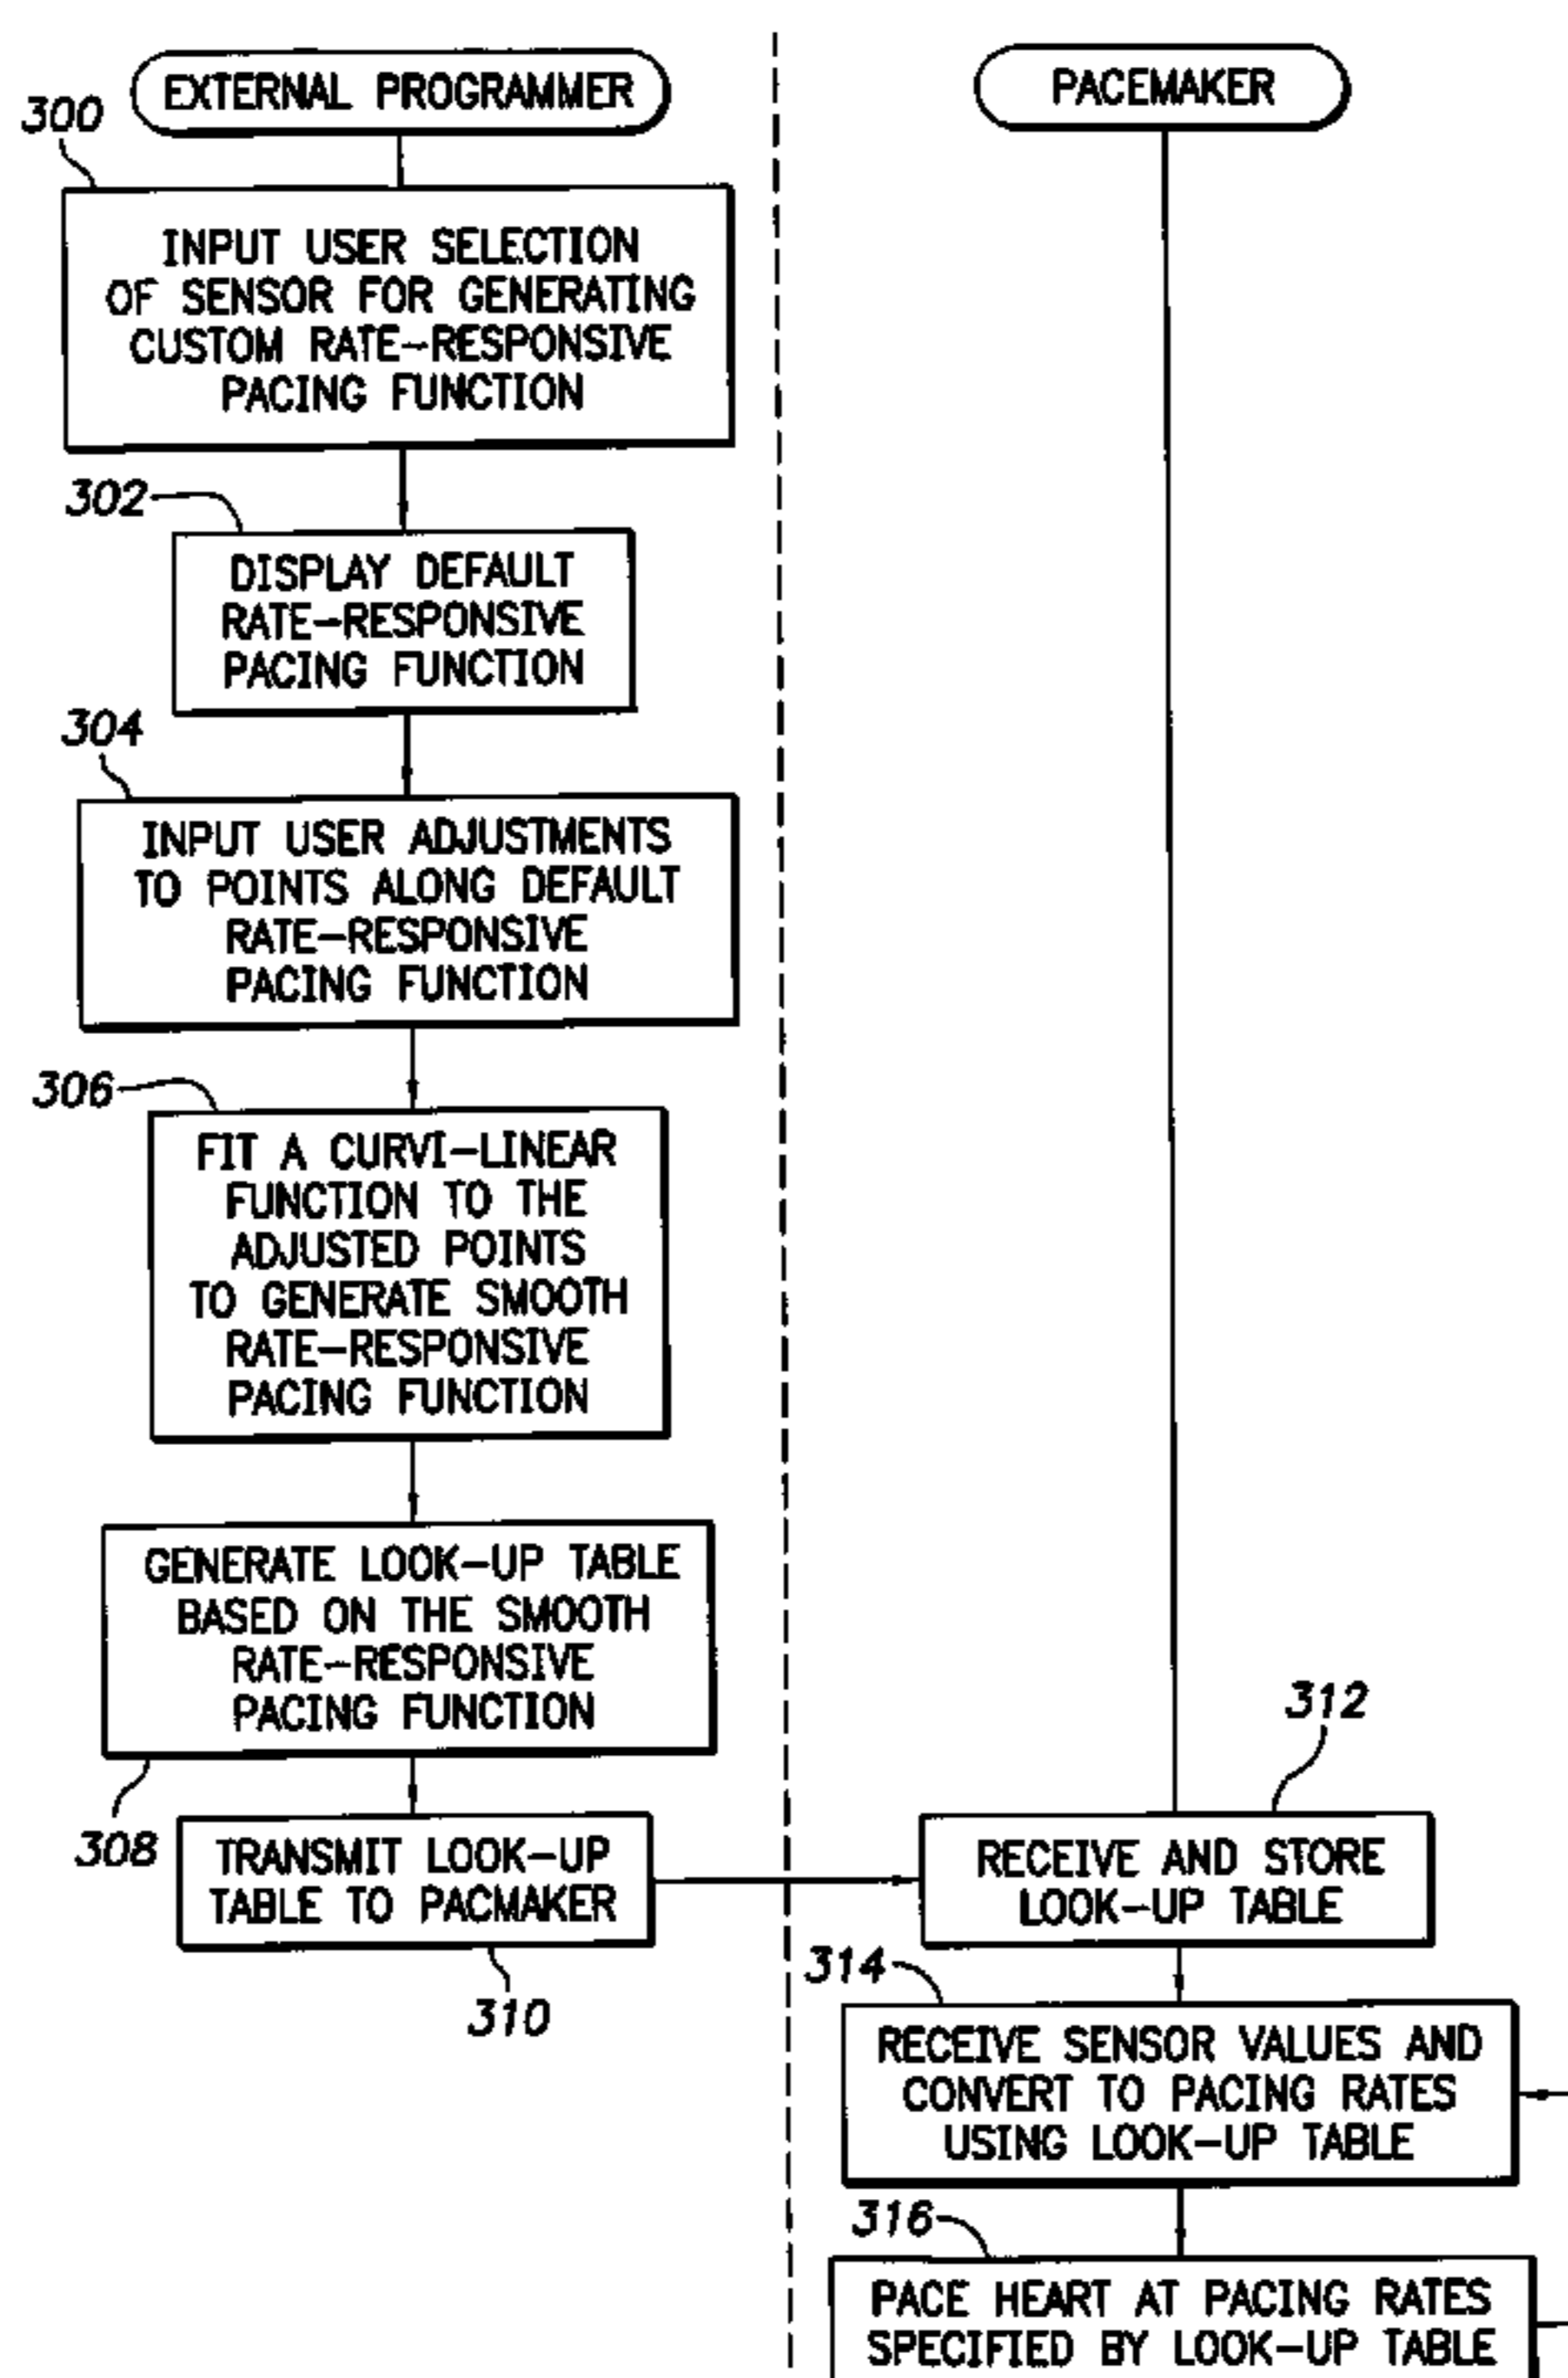 EXTERNAL PROGRAMMER
300
INPUT USER SELECTION
OF SENSOR FOR GENERATING
CUSTOM RATE-RESPONSIVE
PACING FUNCTION
302
DISPLAY DEFAULT
RATE-RESPONSIVE
PACING FUNCTION
304
INPUT USER ADJUSTMENTS
TO POINTS ALONG DEFAULT
RATE-RESPONSIVE
PACING FUNCTION
306
FIT A CURVI-LINEAR
FUNCTION TO THE
ADJUSTED POINTS
TO GENERATE SMOOTH
RATE-RESPONSIVE
PACING FUNCTION
GENERATE LOOK-UP TABLE
BASED ON THE SMOOTH
RATE-RESPONSIVE
PACING FUNCTION
308
TRANSMIT LOOK-UP
TABLE TO PACMAKER
310
PACEMAKER
312
RECEIVE AND STORE
LOOK-UP TABLE
314
RECEIVE SENSOR VALUES AND
CONVERT TO PACING RATES
USING LOOK-UP TABLE
316
PACE HEART AT PACING RATES
SPECIFIED BY LOOK-UP TABLE